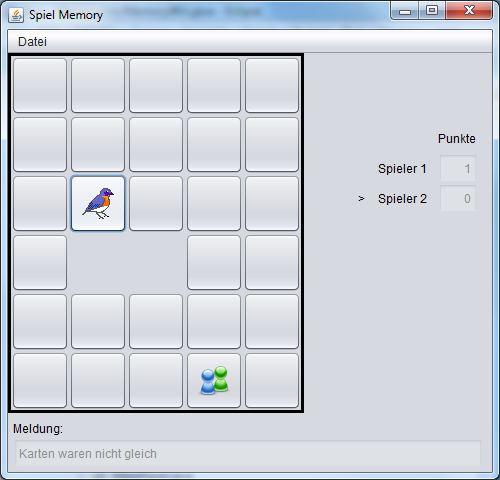 Spiel Memory
Datei
Punkte
Spieler 1 1
> Spieler 2 0
Meldung:
Karten waren nicht gleich